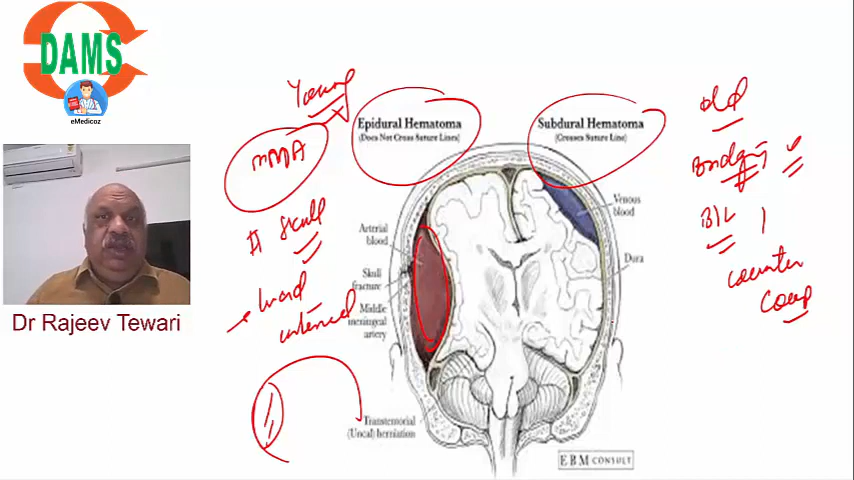 DAMS
eMedicoz
Dr Rajeev Tewari
Young
MMA
# Skull
Lucid
interval
Epidural Hematoma
(Does Not Cross Suture Lines)
Subdural Hematoma
(Crosses Suture Line)
Arterial
blood
Skull
fracture
Middle
meningeal
artery
Transtentorial
(Uncal) herniation
Venous
blood
Dura
EBM CONSULT
Old
Bridging
B/L
counter
coup